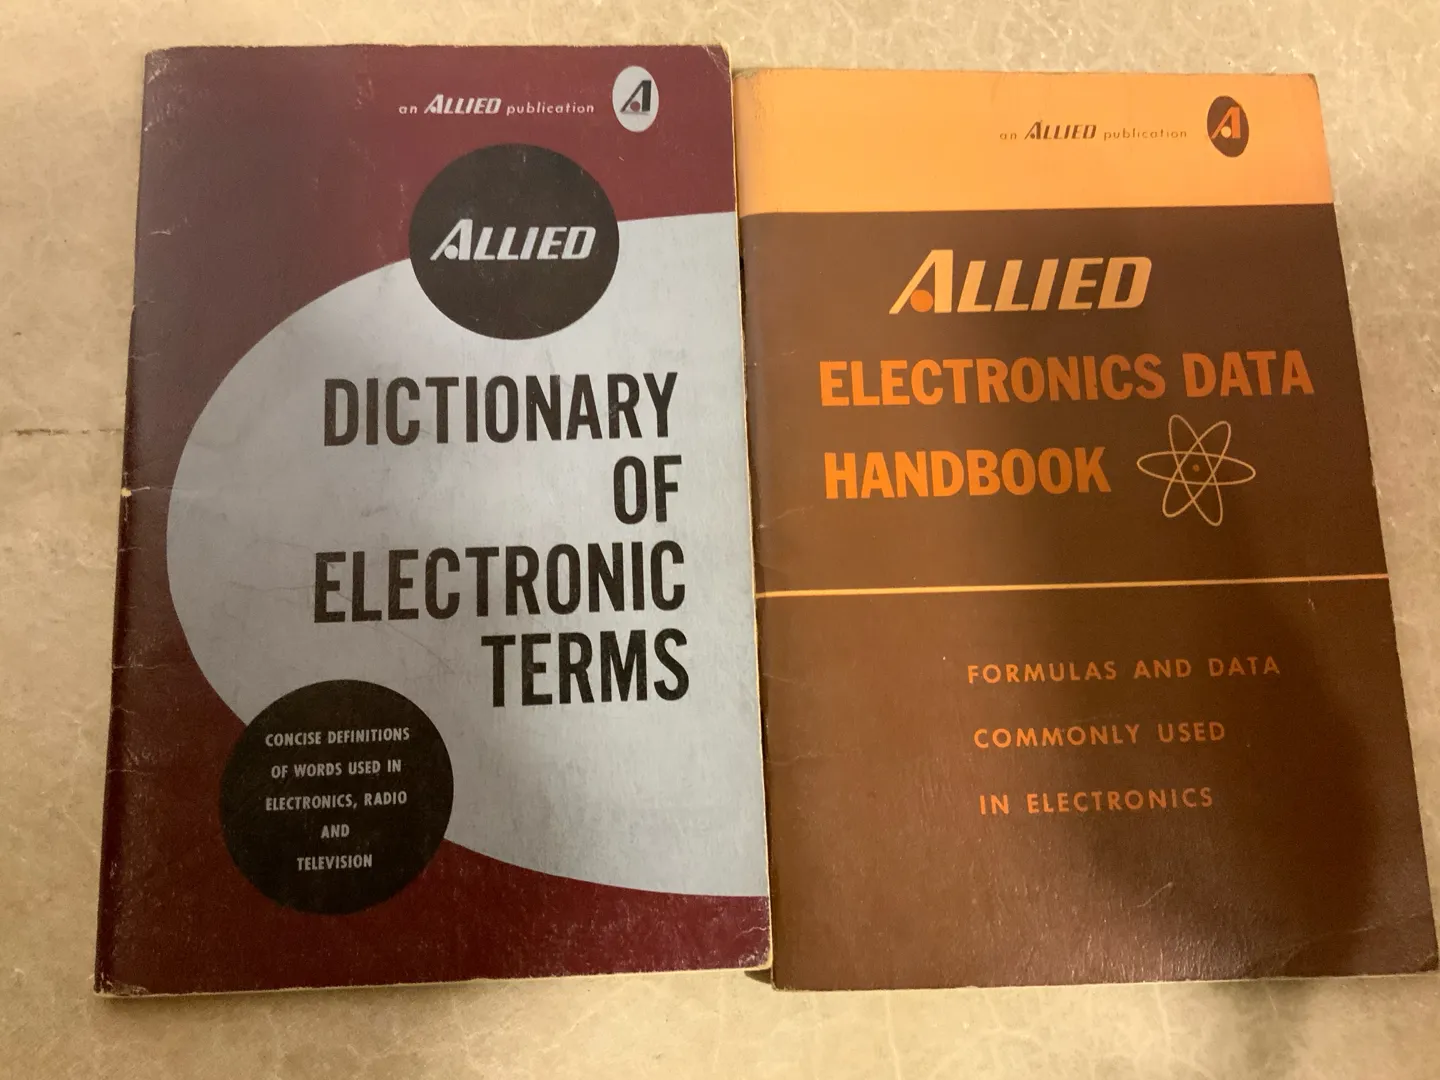 an ALLIED publication A
ALLIED
DICTIONARY
OF
ELECTRONIC
TERMS
CONCISE DEFINITIONS
OF WORDS USED IN
ELECTRONICS, RADIO
AND
TELEVISION
an ALLIED publication A
ALLIED
ELECTRONICS DATA
HANDBOOK
FORMULAS AND DATA
COMMONLY USED
IN ELECTRONICS